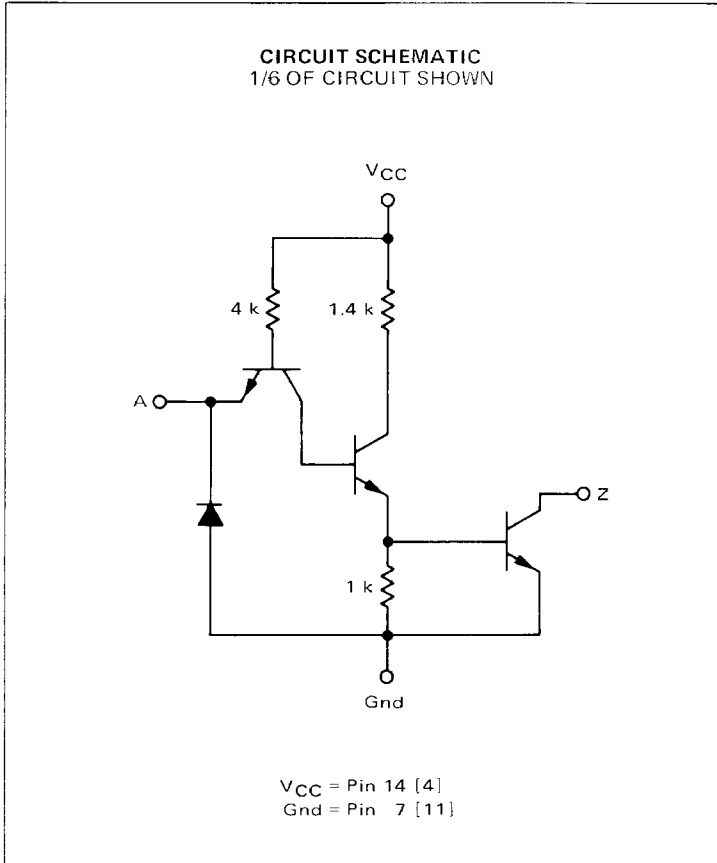 CIRCUIT SCHEMATIC
1/6 OF CIRCUIT SHOWN
VCC
4 k
1.4 k
A
Z
1 k
Gnd
VCC = Pin 14 [4]
Gnd = Pin 7 [11]